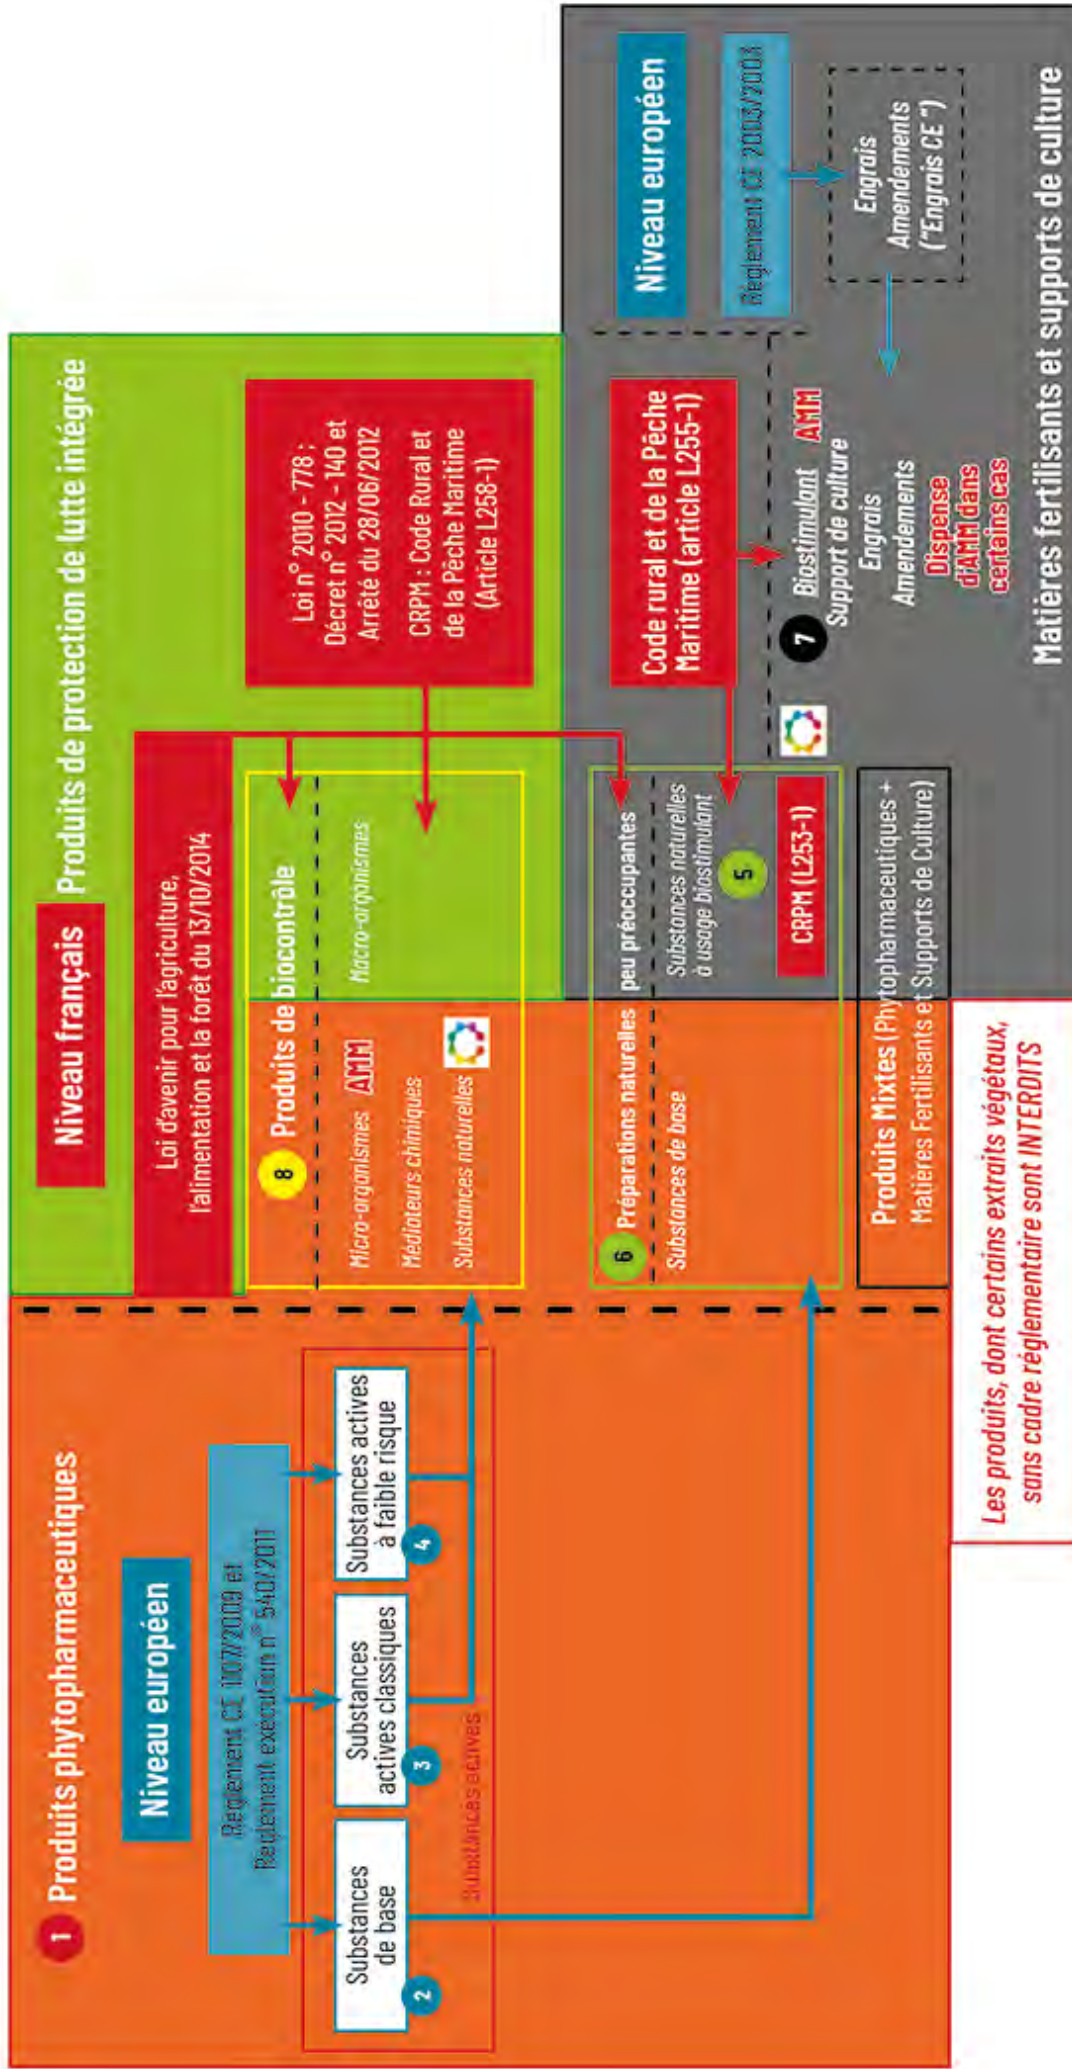 1 Produits phytopharmaceutiques
Niveau européen
Règlement CE 1107/2009 et
Règlement exécution n° 540/2011
Substances
de base
2
Substances
actives classiques
3
Substances actives
à faible risque
4
Substances actives
Niveau français
Produits de protection de lutte intégrée
Loi d'avenir pour l'agriculture,
l'alimentation et la forêt du 13/10/2014
8 Produits de biocontrôle
Micro-organismes AMM
Médiateurs chimiques
Substances naturelles
Macro-organismes
Loi n° 2010 - 778 ;
Décret n° 2012 - 140 et
Arrêté du 28/06/2012
CRPM : Code Rural et
de la Pêche Maritime
(Article L258-1)
6 Préparations naturelles peu préoccupantes
Substances de base
Substances naturelles
à usage biostimulant
5
CRPM (L253-1)
Produits Mixtes (Phytopharmaceutiques +
Matières Fertilisants et Supports de Culture)
Code rural et de la Pêche
Maritime (article L255-1)
7
Biostimulant AMM
Support de culture
Engrais
Amendements
Dispense
d'AMM dans
certains cas
Niveau européen
Règlement CE 2003/2003
Engrais
Amendements
("Engrais CE")
Matières fertilisants et supports de culture
Les produits, dont certains extraits végétaux,
sans cadre réglementaire sont INTERDITS